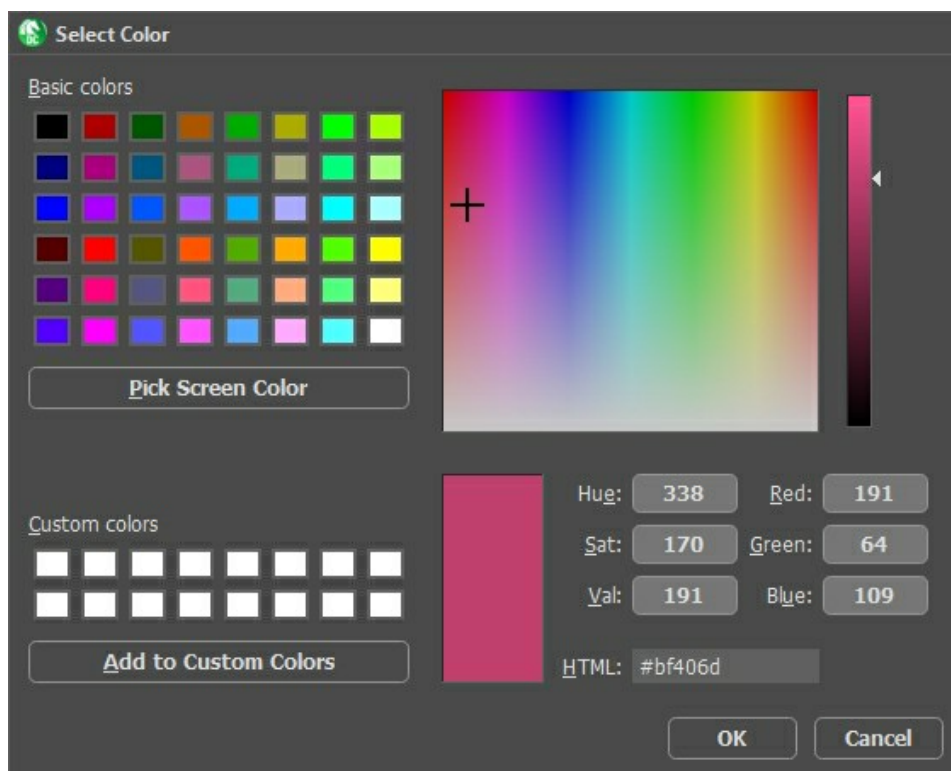 DC
Select Color
Basic colors
Pick Screen Color
Custom colors
Add to Custom Colors
Hue: 338 Red: 191
Sat: 170 Green: 64
Val: 191 Blue: 109
HTML: #bf406d
OK Cancel